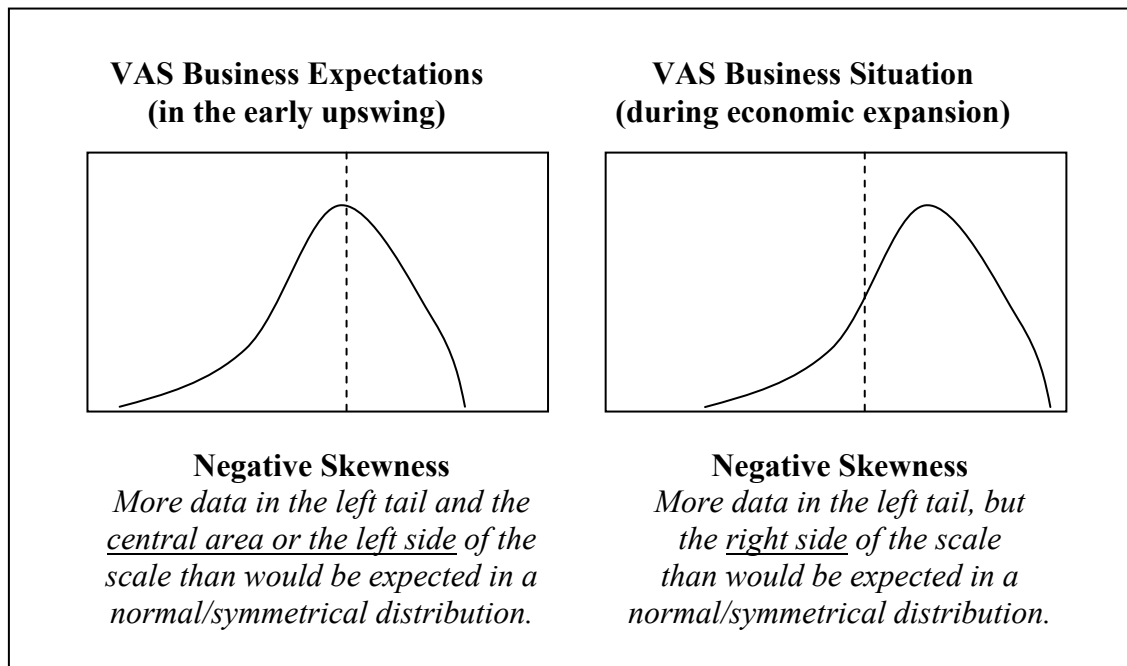 VAS Business Expectations
(in the early upswing)
VAS Business Situation
(during economic expansion)
Negative Skewness
More data in the left tail and the
central area or the left side of the
scale than would be expected in a
normal/symmetrical distribution.
Negative Skewness
More data in the left tail, but
the right side of the scale
than would be expected in a
normal/symmetrical distribution.